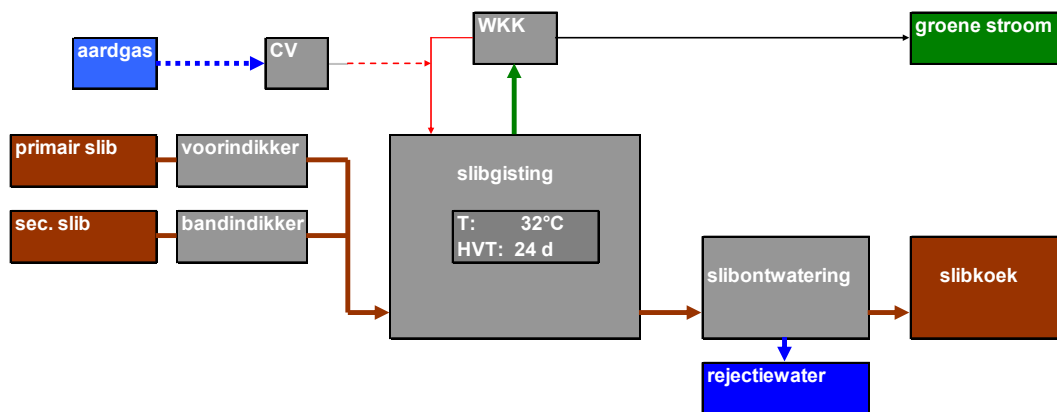 aardgas
CV
WKK
groene stroom
primair slib
voorindikker
slibgisting
sec. slib
bandindikker
T: 32°C
HVT: 24 d
slibontwatering
slibkoek
rejectiewater